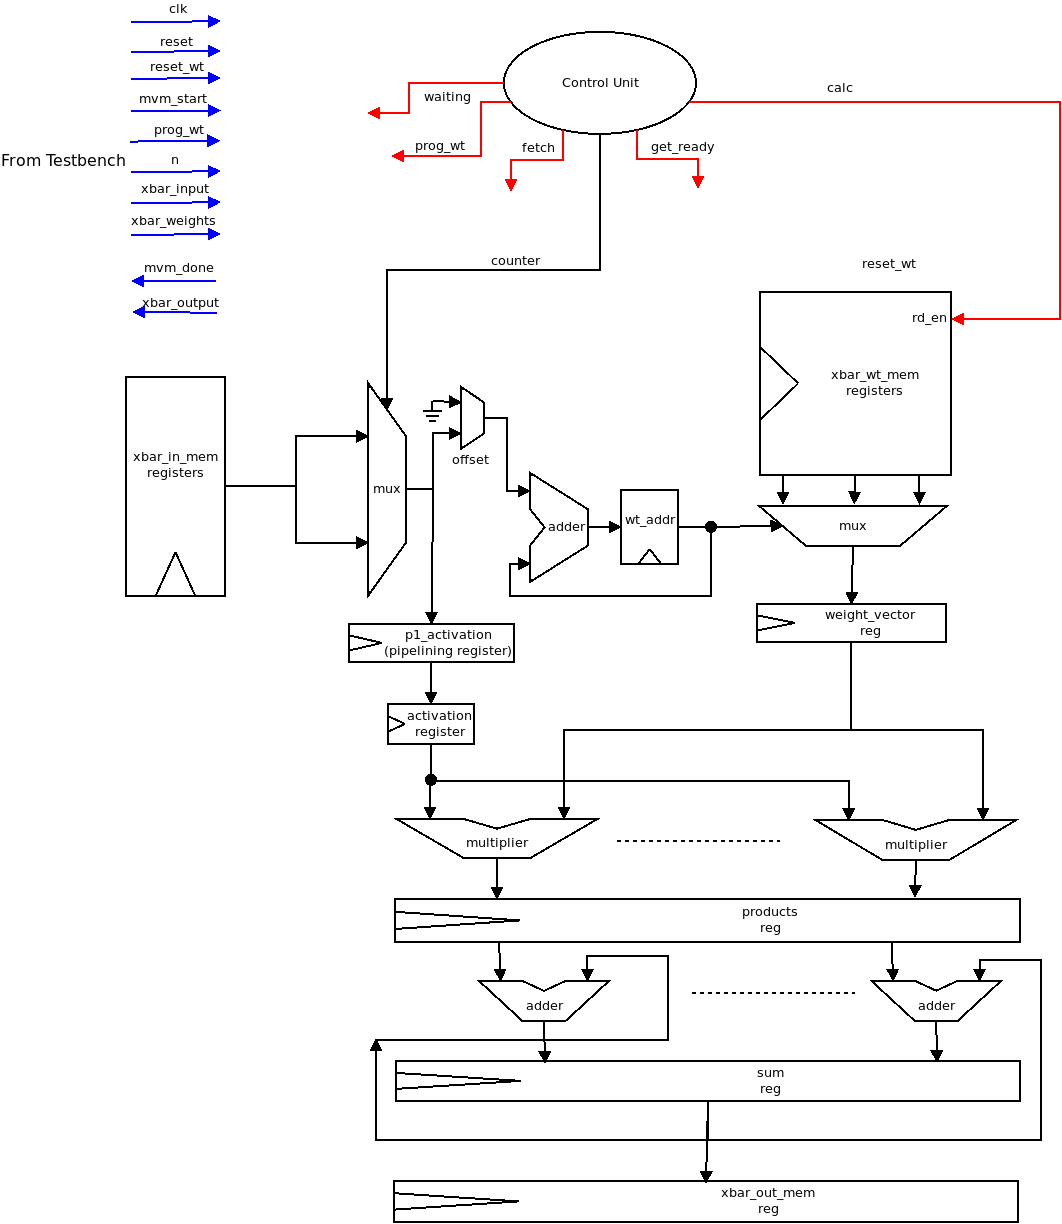 clk
reset
reset_wt
mvm_start
prog_wt
n
xbar_input
xbar_weights
From Testbench
mvm_done
xbar_output
Control Unit
waiting
prog_wt
fetch
get_ready
calc
counter
reset_wt
rd_en
xbar_wt_mem
registers
xbar_in_mem
registers
mux
offset
adder
wt_addr
mux
p1_activation
(pipelining register)
weight_vector
reg
activation
register
multiplier
multiplier
products
reg
adder
adder
sum
reg
xbar_out_mem
reg